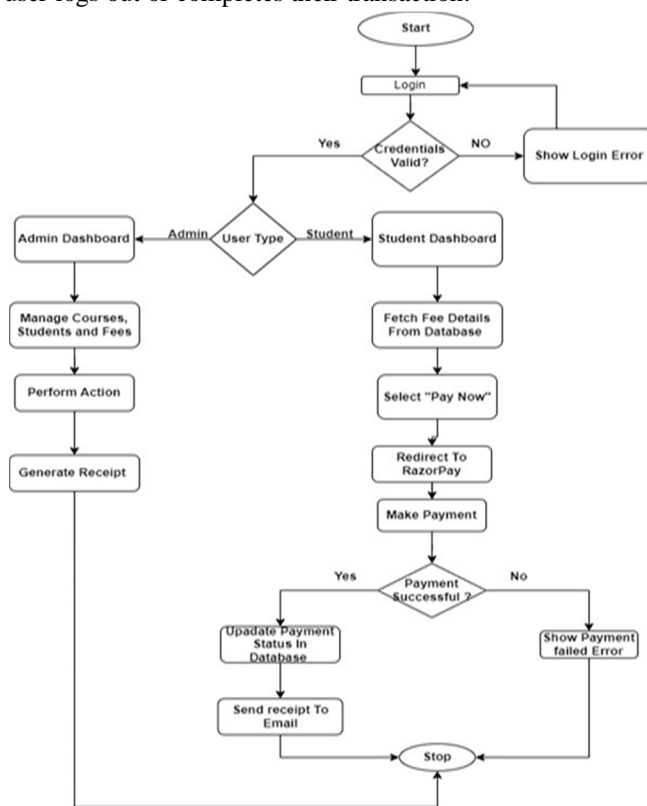 user logs out or completes their transaction.
Start
Login
Credentials
Valid?
Yes
NO
Show Login Error
User Type
Admin
Student
Admin Dashboard
Student Dashboard
Manage Courses,
Students and Fees
Fetch Fee Details
From Database
Perform Action
Select "Pay Now"
Generate Receipt
Redirect To
RazorPay
Make Payment
Payment
Successful ?
Yes
No
Upadate Payment
Status In
Database
Show Payment
failed Error
Send receipt To
Email
Stop